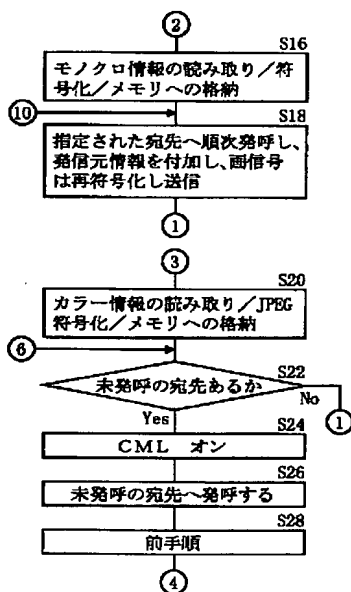 ②
S16
モノクロ情報の読み取り／符
号化／メモリへの格納
⑩
S18
指定された宛先へ順次発呼し、
発信元情報を付加し、画信号
は再符号化し送信
①
③
S20
カラー情報の読み取り／JPEG
符号化／メモリへの格納
⑥
S22
未発呼の宛先あるか
No
①
Yes
S24
CML オン
S26
未発呼の宛先へ発呼する
S28
前手順
④